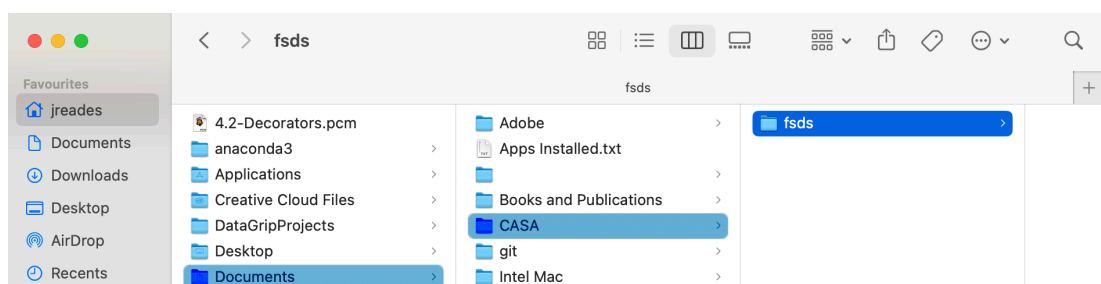 fsds
Favourites
jreades
Documents
Downloads
Desktop
AirDrop
Recents
fsds
4.2-Decorators.pcm
anaconda3
Applications
Creative Cloud Files
DataGripProjects
Desktop
Documents
Adobe
Apps Installed.txt
Books and Publications
CASA
git
Intel Mac
fsds